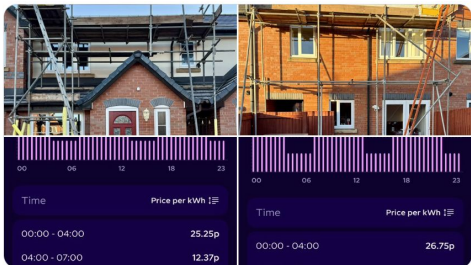 00 06 12 18 23
Time Price per kWh
00:00 - 04:00 25.25p
04:00 - 07:00 12.37p
00 06 12 18 23
Time Price per kWh
00:00 - 04:00 26.75p